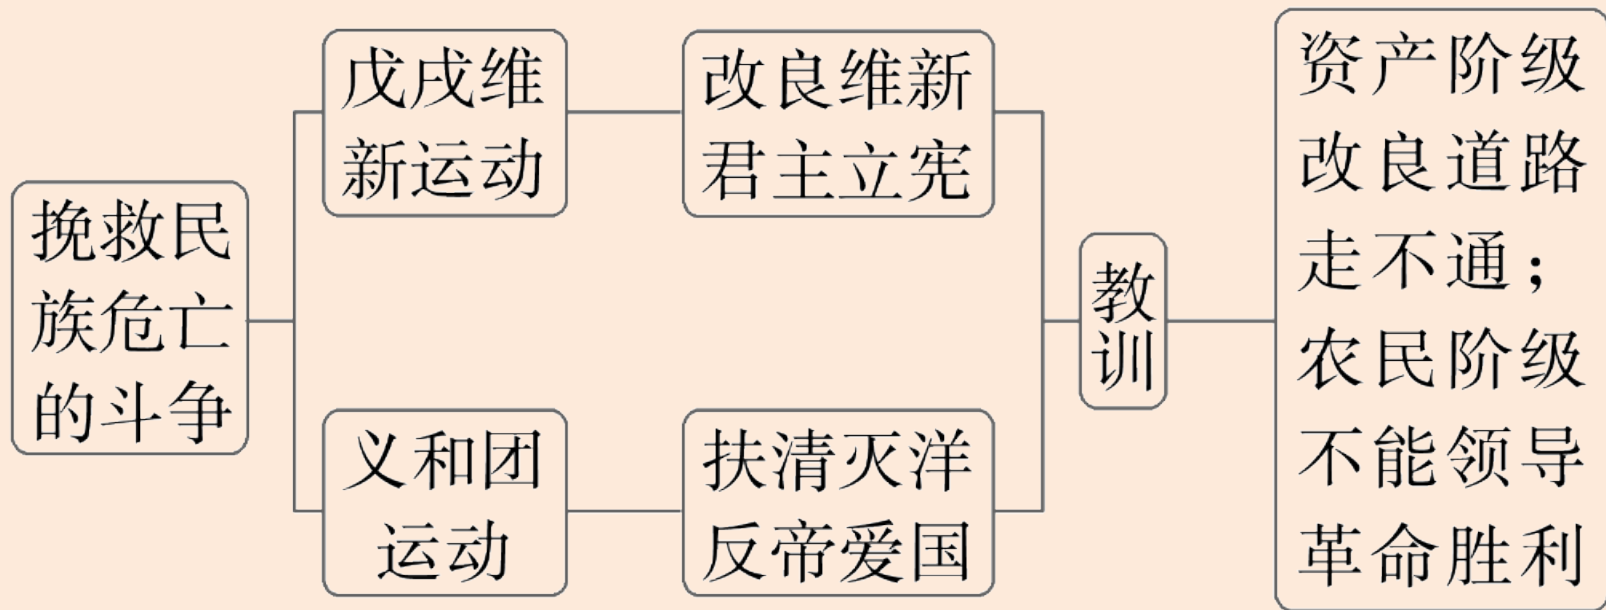 挽救民
族危亡
的斗争
戊戌维
新运动
改良维新
君主立宪
义和团
运动
扶清灭洋
反帝爱国
教
训
资产阶级
改良道路
走不通；
农民阶级
不能领导
革命胜利